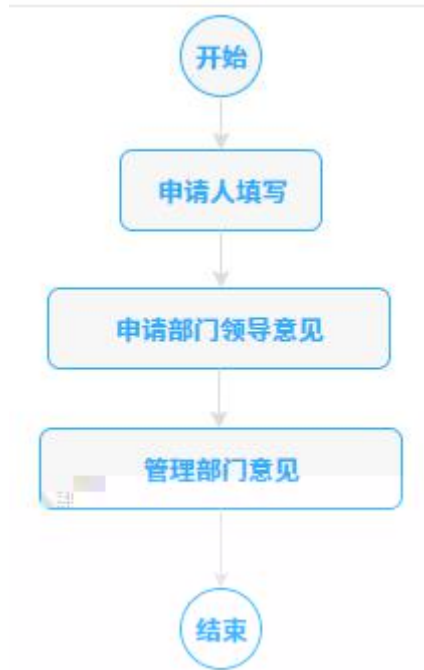 开始
申请人填写
申请部门领导意见
管理部门意见
结束